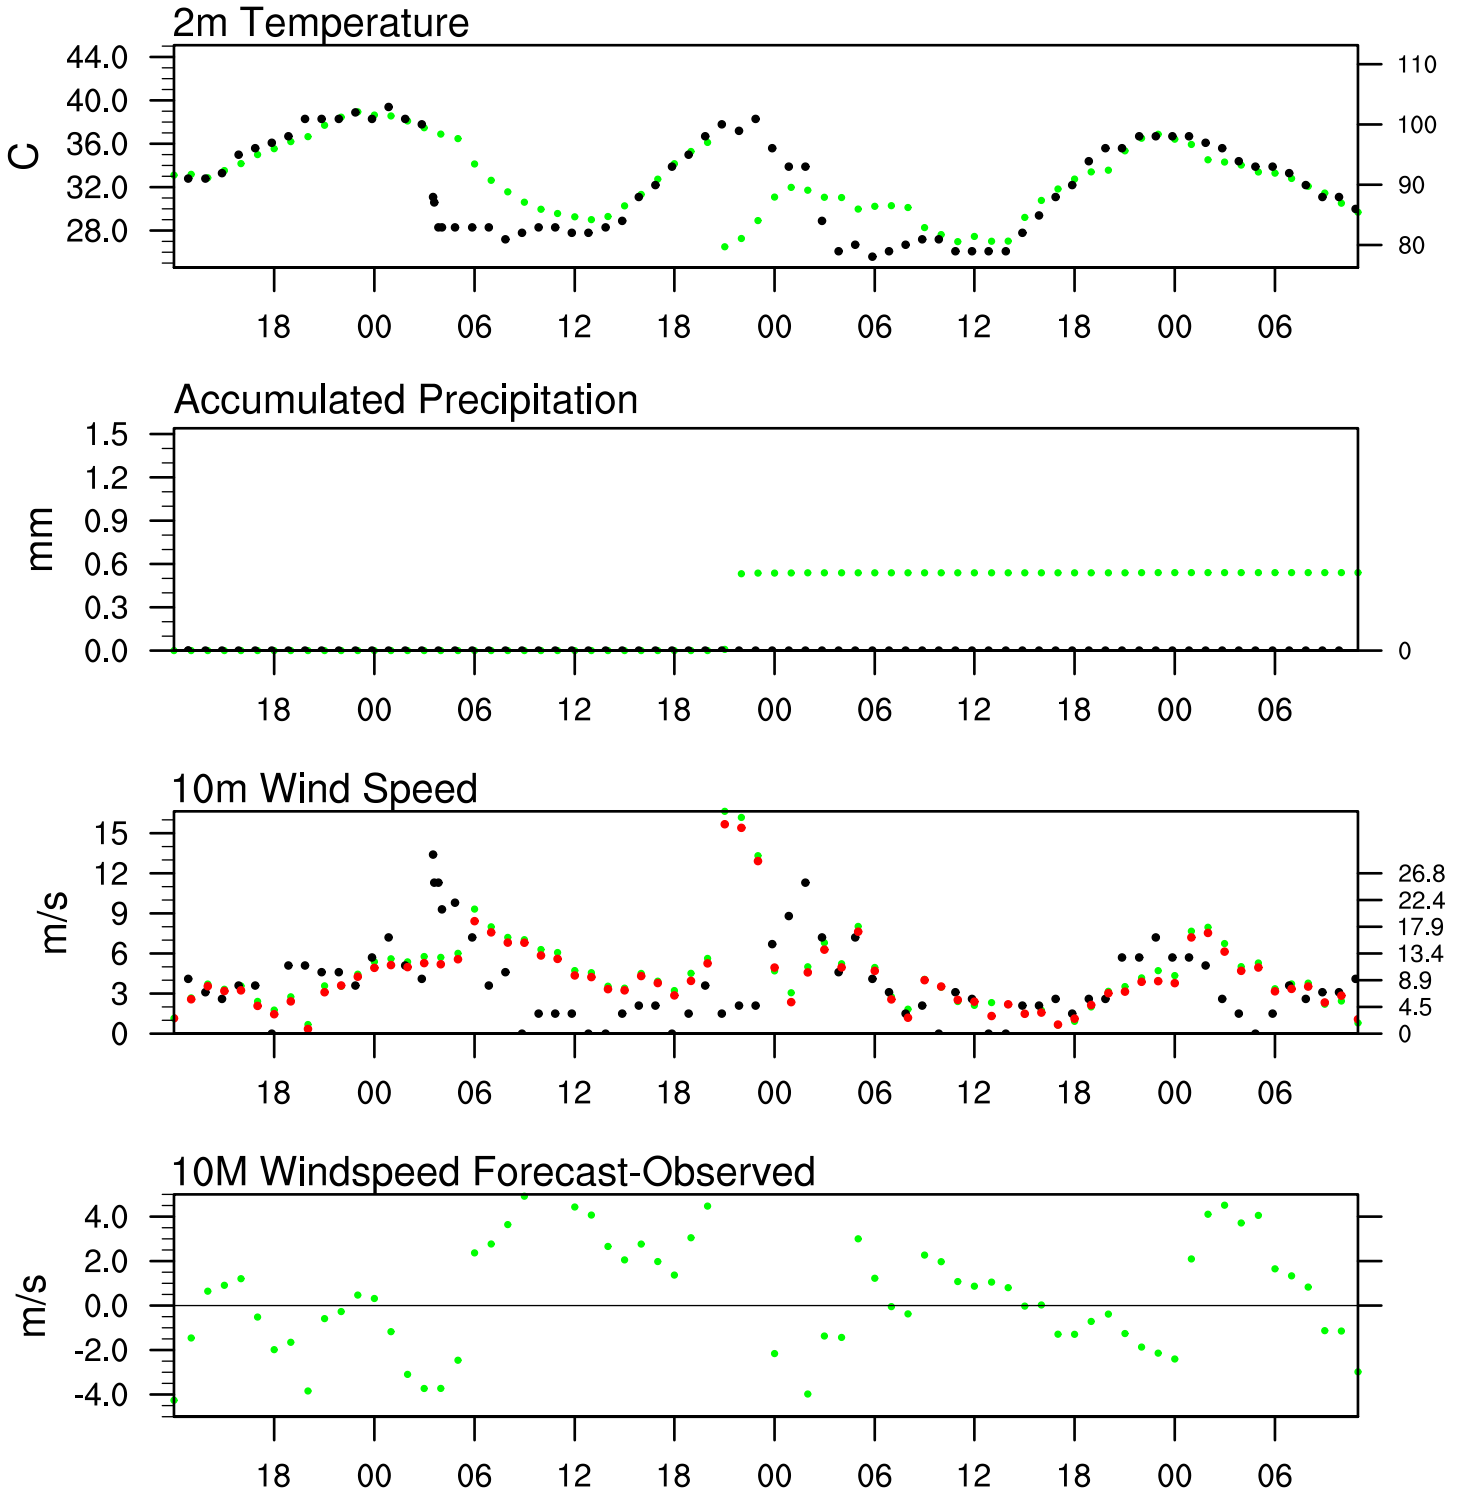 2m Temperature
44.0
40.0
36.0
32.0
28.0
C
110
100
90
80
18 00 06 12 18 00 06 12 18 00 06
Accumulated Precipitation
1.5
1.2
0.9
0.6
0.3
0.0
mm
0
18 00 06 12 18 00 06 12 18 00 06
10m Wind Speed
15
12
9
6
3
0
m/s
26.8
22.4
17.9
13.4
8.9
4.5
0
18 00 06 12 18 00 06 12 18 00 06
10M Windspeed Forecast-Observed
4.0
2.0
0.0
-2.0
-4.0
m/s
18 00 06 12 18 00 06 12 18 00 06